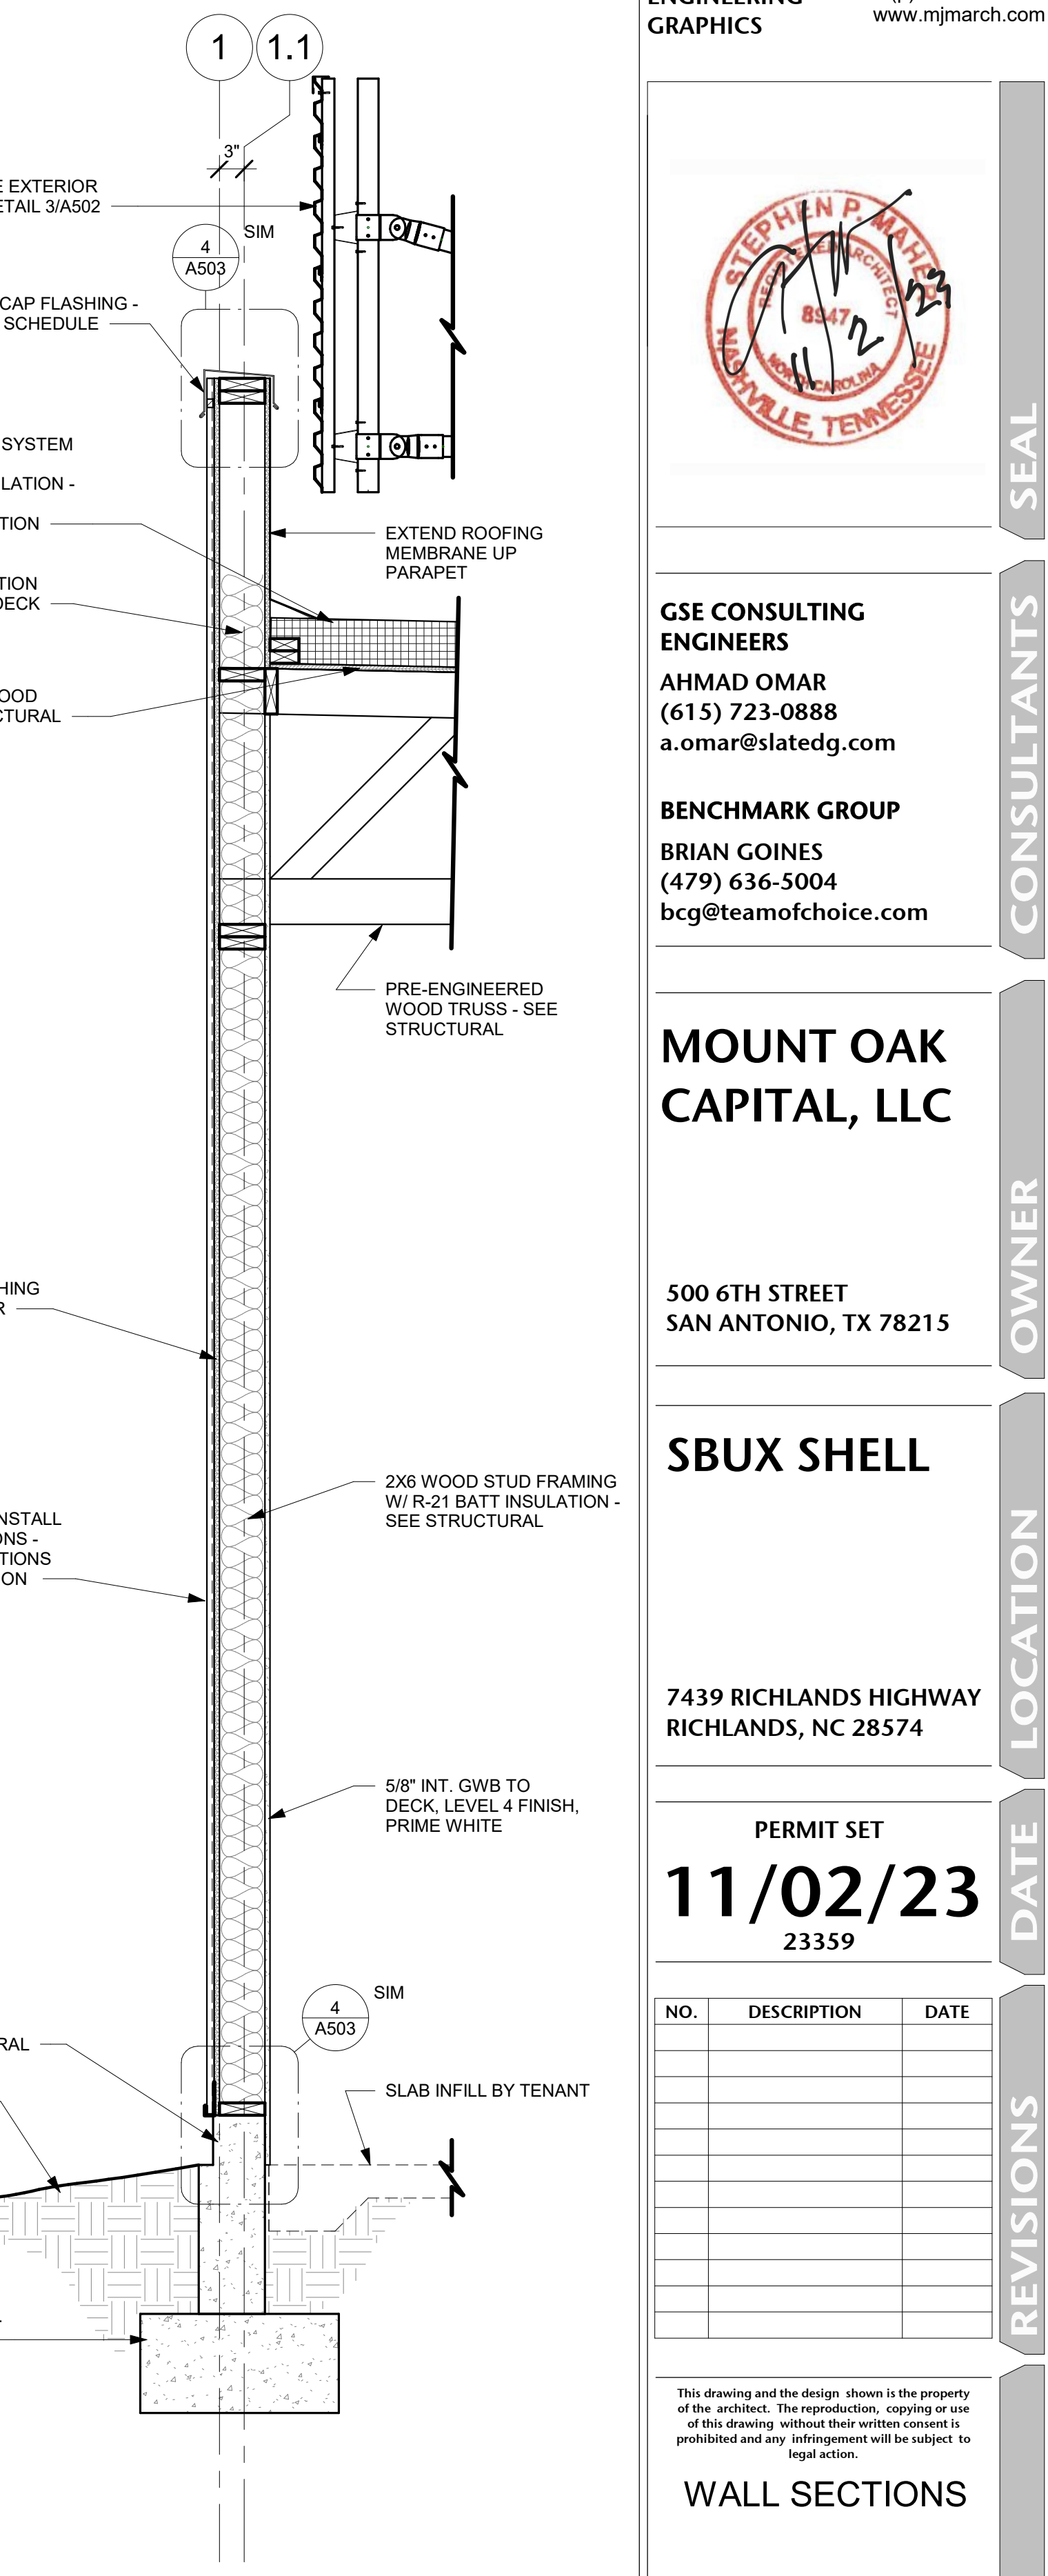 1
1.1
3"
E EXTERIOR
ETAIL 3/A502
SIM
4
A503
CAP FLASHING -
SCHEDULE
SYSTEM
LATION -
TION
EXTEND ROOFING
MEMBRANE UP
PARAPET
TION
DECK
OOD
CTURAL
PRE-ENGINEERED
WOOD TRUSS - SEE
STRUCTURAL
HING
R
2X6 WOOD STUD FRAMING
W/ R-21 BATT INSULATION -
SEE STRUCTURAL
NSTALL
ONS -
TIONS
ON
5/8" INT. GWB TO
DECK, LEVEL 4 FINISH,
PRIME WHITE
4
A503
SIM
RAL
SLAB INFILL BY TENANT
GRAPHICS
www.mjmarch.com
STEPHEN P. MAHER
REGISTERED ARCHITECT
8947
NORTH CAROLINA
NASHVILLE, TENNESSEE
11/2/23
SEAL
GSE CONSULTING
ENGINEERS
AHMAD OMAR
(615) 723-0888
a.omar@slatedg.com
BENCHMARK GROUP
BRIAN GOINES
(479) 636-5004
bcg@teamofchoice.com
CONSULTANTS
MOUNT OAK
CAPITAL, LLC
500 6TH STREET
SAN ANTONIO, TX 78215
OWNER
SBUX SHELL
7439 RICHLANDS HIGHWAY
RICHLANDS, NC 28574
LOCATION
PERMIT SET
11/02/23
23359
DATE
NO. DESCRIPTION DATE
REVISIONS
This drawing and the design shown is the property
of the architect. The reproduction, copying or use
of this drawing without their written consent is
prohibited and any infringement will be subject to
legal action.
WALL SECTIONS